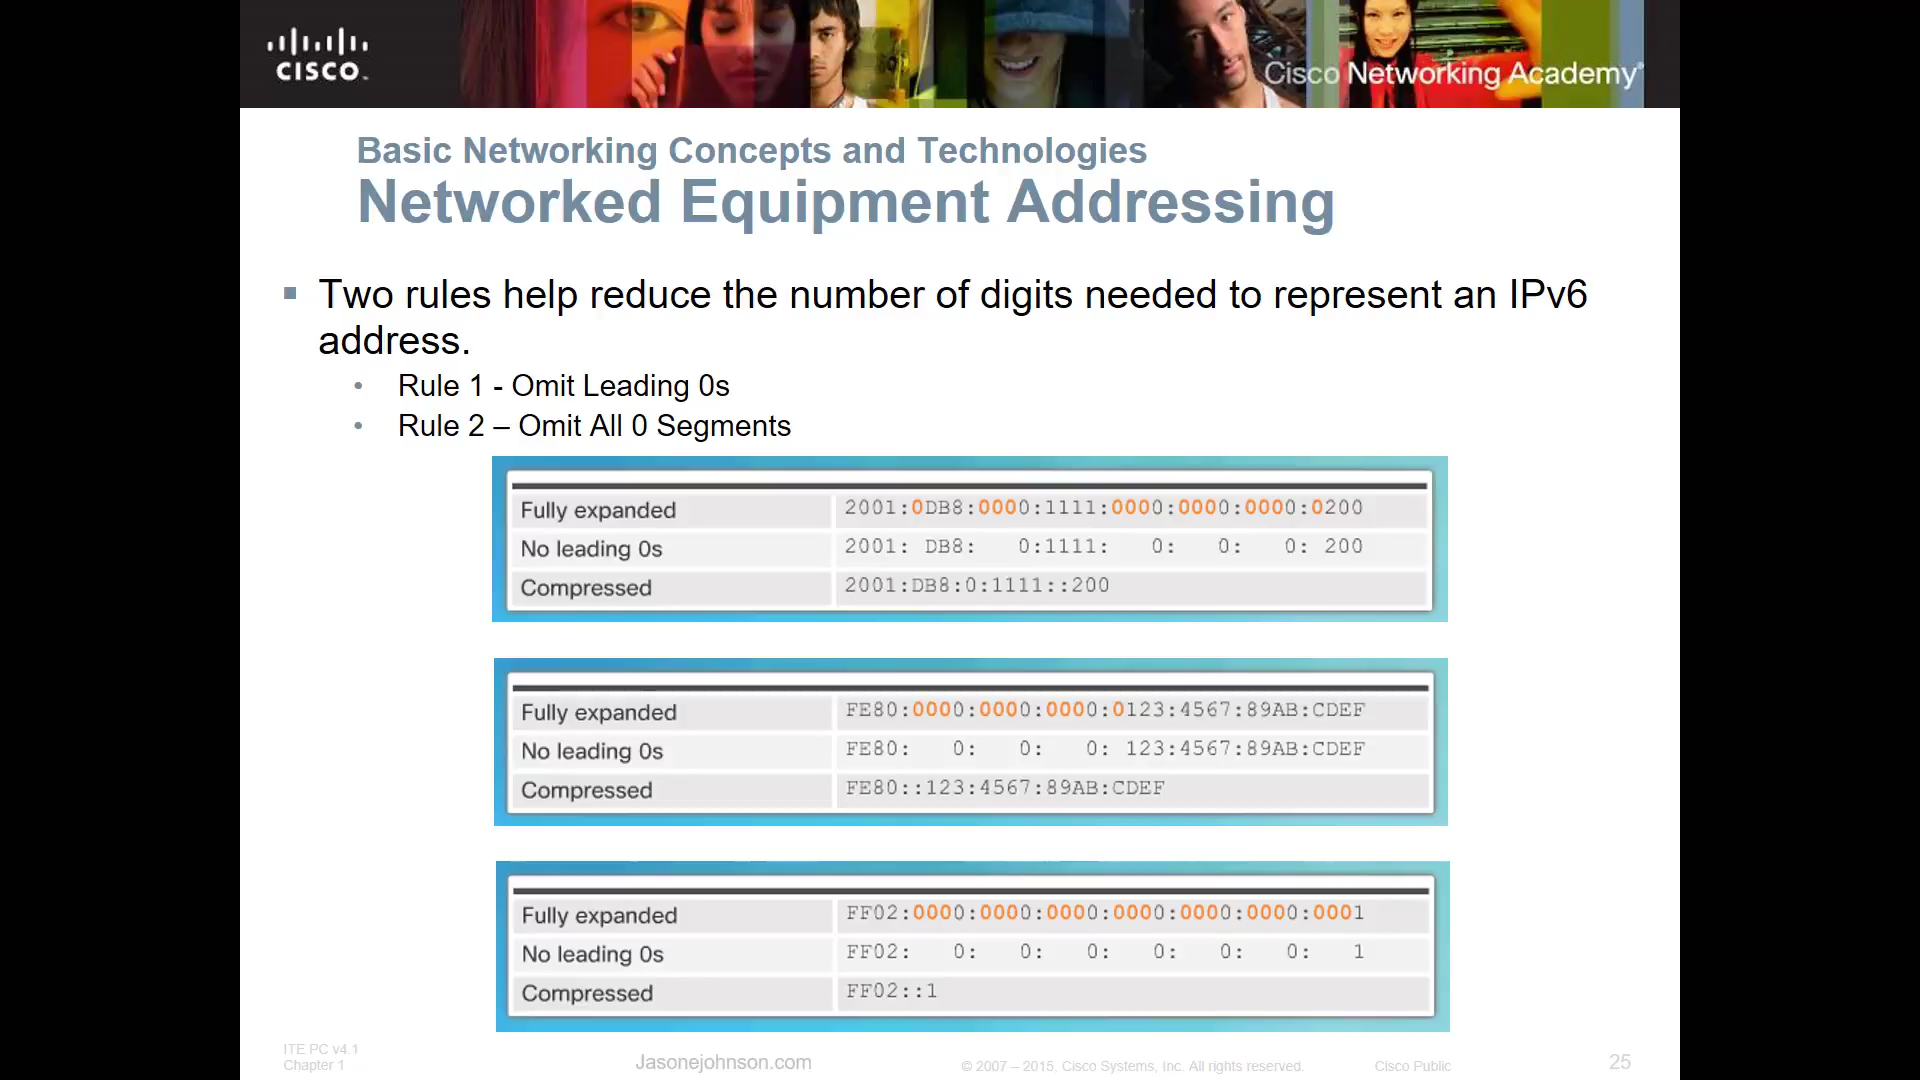 CISCO
Cisco Networking Academy®
Basic Networking Concepts and Technologies
Networked Equipment Addressing
▪ Two rules help reduce the number of digits needed to represent an IPv6
address.
• Rule 1 - Omit Leading 0s
• Rule 2 – Omit All 0 Segments
Fully expanded 2001:0DB8:0000:1111:0000:0000:0000:0200
No leading 0s 2001: DB8:   0:1111:   0:   0:   0: 200
Compressed 2001:DB8:0:1111::200
Fully expanded FE80:0000:0000:0000:0123:4567:89AB:CDEF
No leading 0s FE80:   0:   0:   0: 123:4567:89AB:CDEF
Compressed FE80::123:4567:89AB:CDEF
Fully expanded FF02:0000:0000:0000:0000:0000:0000:0001
No leading 0s FF02:   0:   0:   0:   0:   0:   0:   1
Compressed FF02::1
ITE PC v4.1
Chapter 1
Jasonejohnson.com
© 2007 – 2015, Cisco Systems, Inc. All rights reserved.
Cisco Public
25